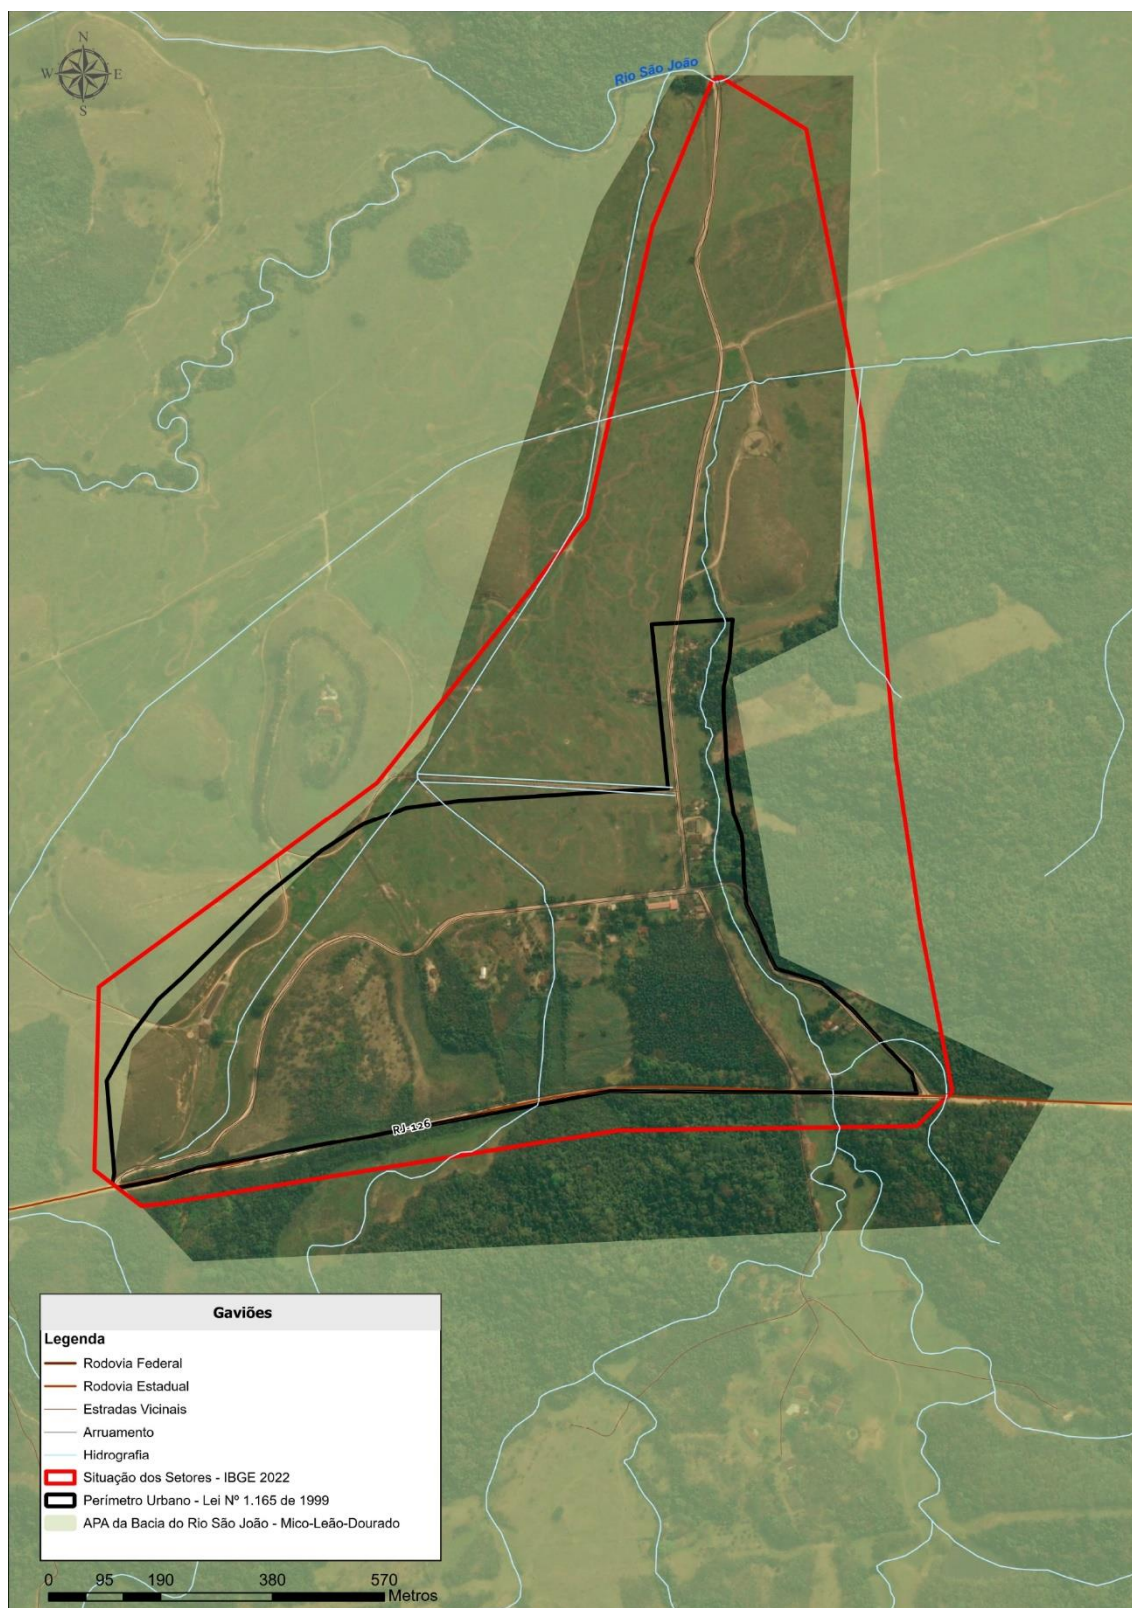 N
W
E
S
Rio São João
RJ-126
Gaviões
Legenda
Rodovia Federal
Rodovia Estadual
Estradas Vicinais
Arruamento
Hidrografia
Situação dos Setores - IBGE 2022
Perímetro Urbano - Lei Nº 1.165 de 1999
APA da Bacia do Rio São João - Mico-Leão-Dourado
0 95 190 380 570
Metros